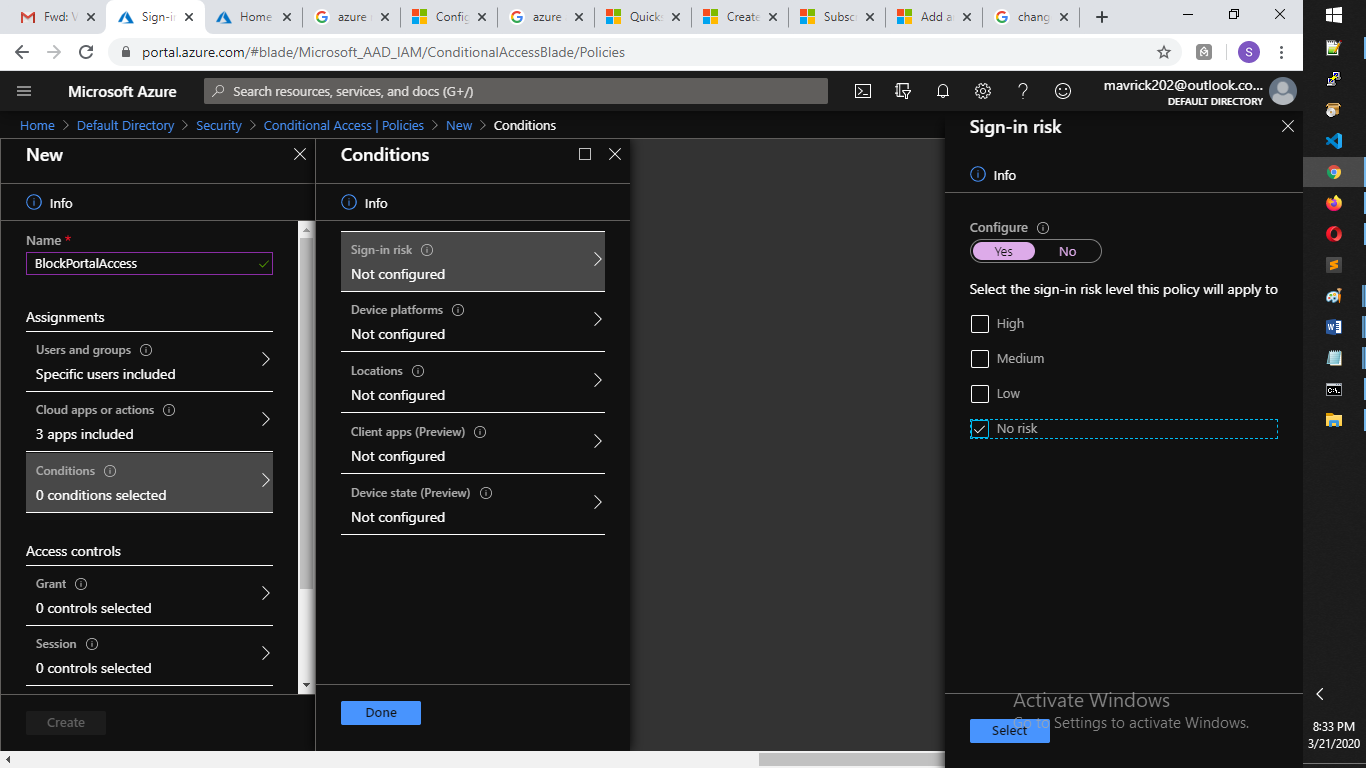 Fwd: V
Sign-i
Home
azure
Config
azure
Quick
Create
Subsc
Add a
chang
portal.azure.com/#blade/Microsoft_AAD_IAM/ConditionalAccessBlade/Policies
S
Microsoft Azure
Search resources, services, and docs (G+/)
mavrick202@outlook.co...
DEFAULT DIRECTORY
Home > Default Directory > Security > Conditional Access | Policies > New > Conditions
New
Info
Name *
BlockPortalAccess
Assignments
Users and groups
Specific users included
Cloud apps or actions
3 apps included
Conditions
0 conditions selected
Access controls
Grant
0 controls selected
Session
0 controls selected
Create
Conditions
Info
Sign-in risk
Not configured
Device platforms
Not configured
Locations
Not configured
Client apps (Preview)
Not configured
Device state (Preview)
Not configured
Done
Sign-in risk
Info
Configure
Yes No
Select the sign-in risk level this policy will apply to
High
Medium
Low
No risk
Activate Windows
Go to Settings to activate Windows.
Select
8:33 PM
3/21/2020